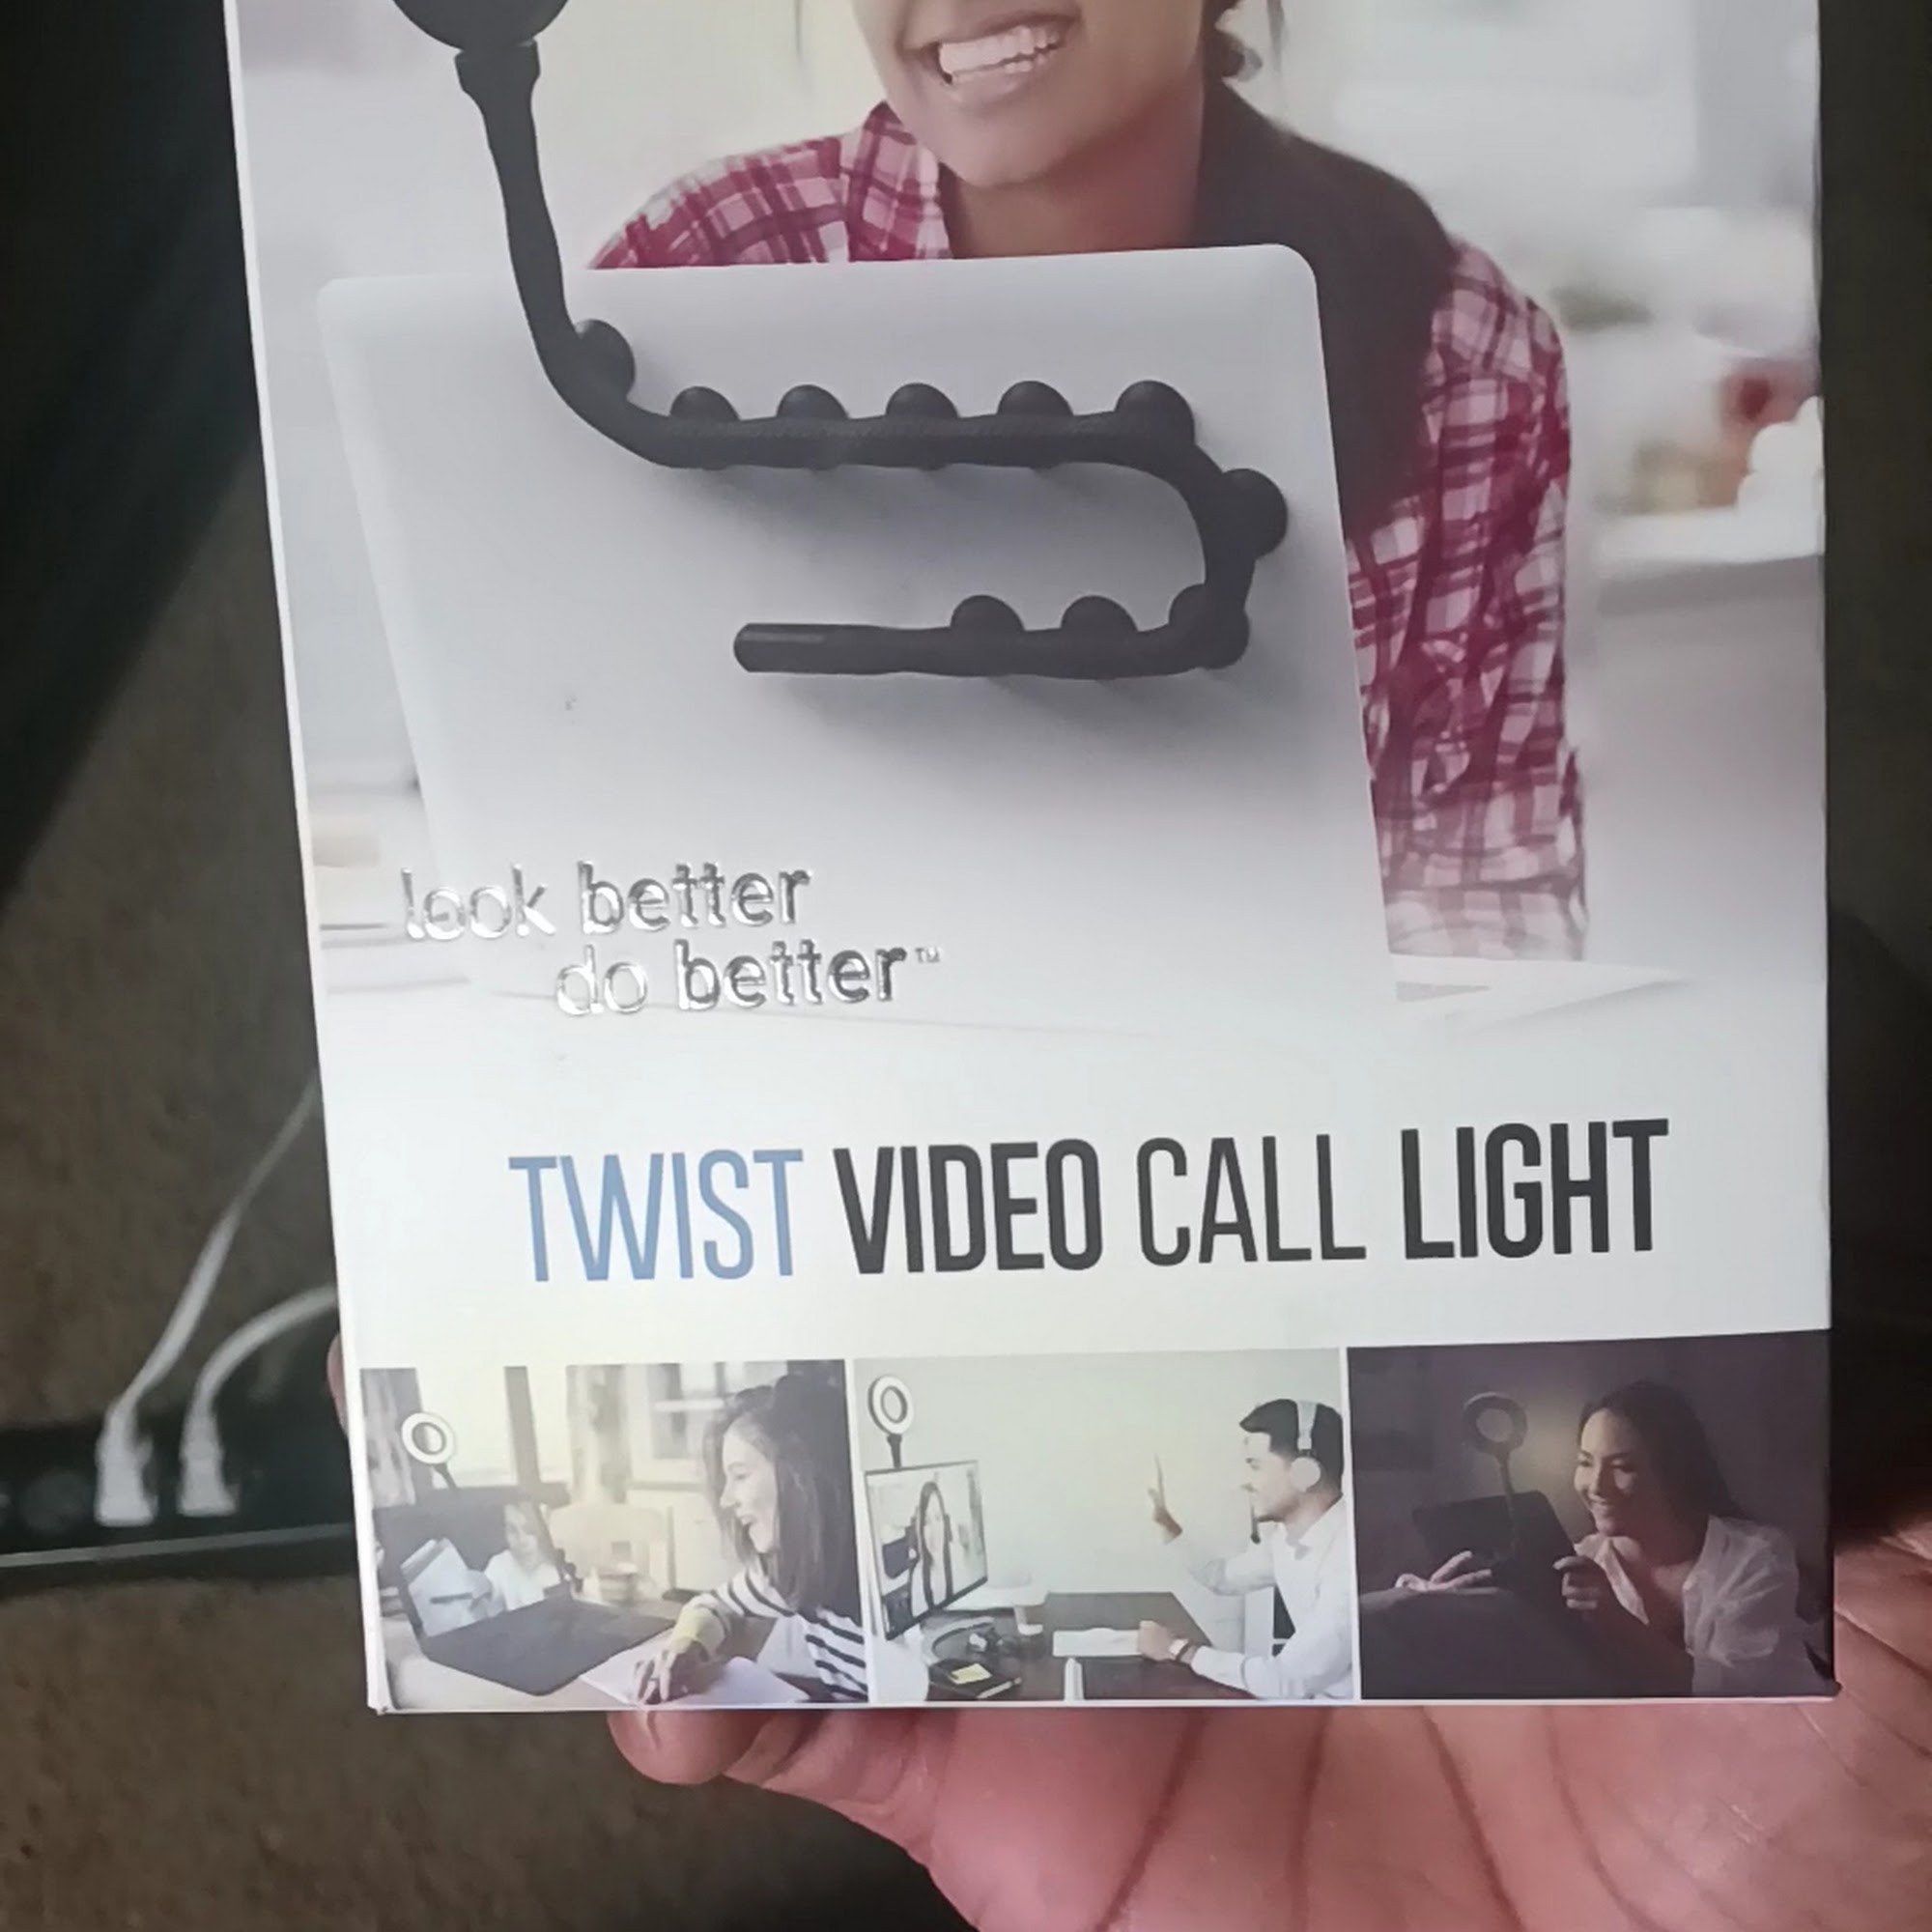 look better
do better™
TWIST VIDEO CALL LIGHT